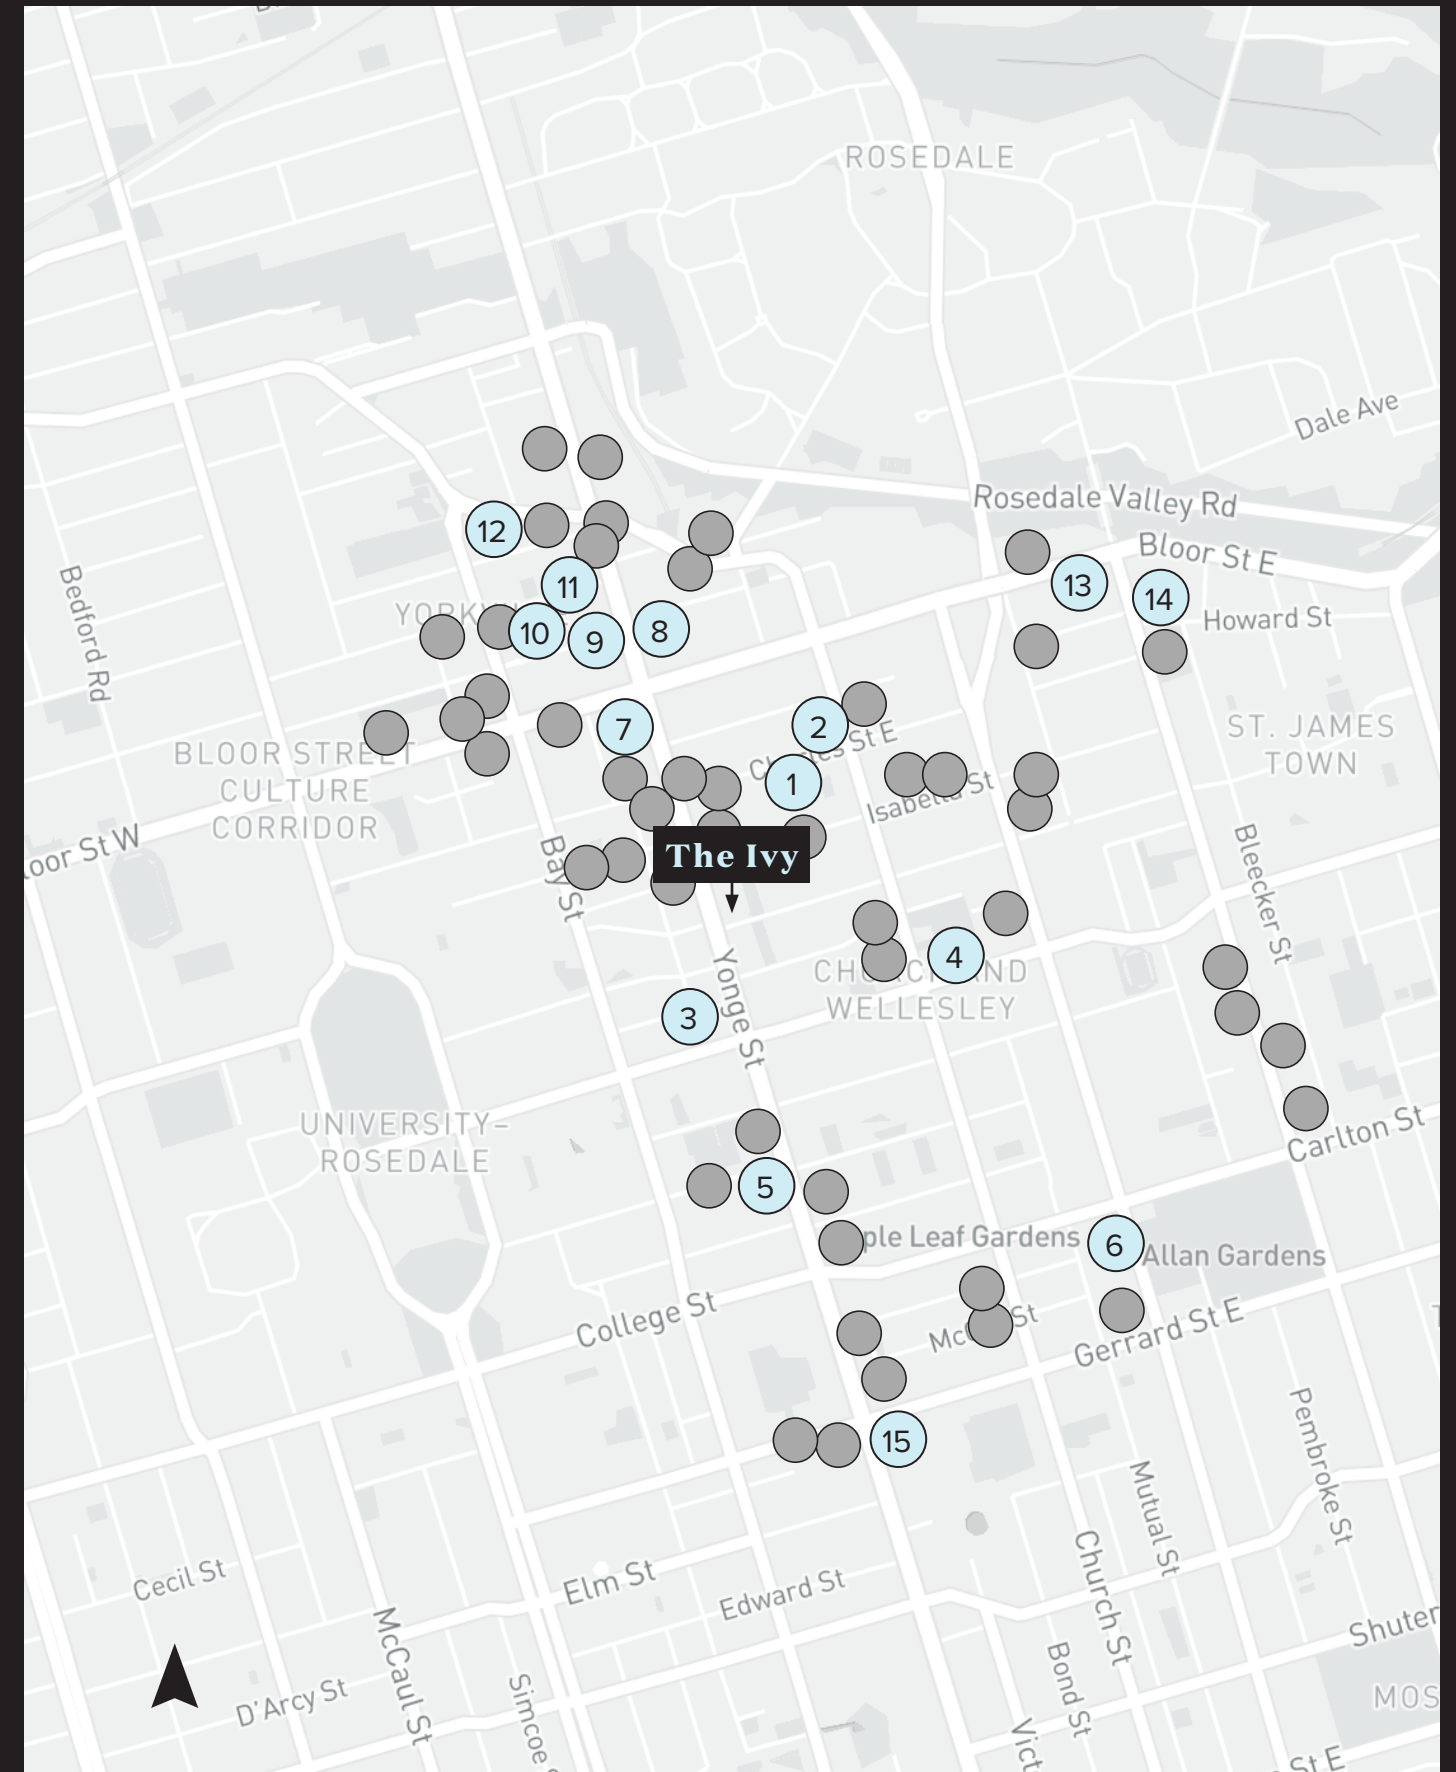 ROSEDALE
Dale Ave
Rosedale Valley Rd
12
Bloor St E
11
13
14
Bedford Rd
10
9
8
Howard St
7
2
ST. JAMES
TOWN
BLOOR STREET
CULTURE
CORRIDOR
1
St E
Bay St
The Ivy
Bleecker St
4
WELLESLEY
3
Yonge St
UNIVERSITY–
ROSEDALE
Carlton St
5
ple Leaf Gardens
6
Allan Gardens
College St
St
Gerrard St E
15
Pembroke St
Mutual St
Church St
Cecil St
Elm St
Edward St
McCaul St
Shuter
D'Arcy St
Simcoe
Bond St
Vict
MOS
St E